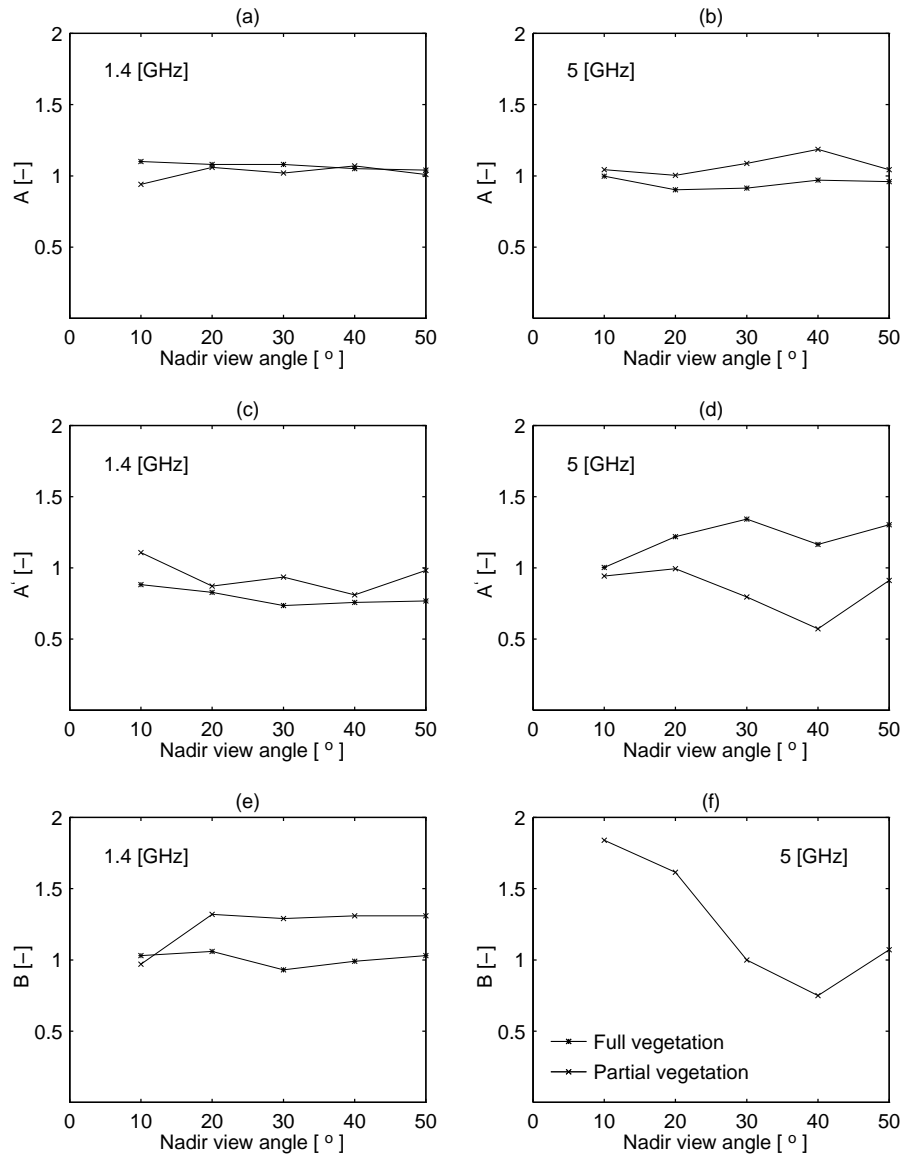 (a)
2
1.4 [GHz]
1.5
A [–]
1
0.5
0 10 20 30 40 50
Nadir view angle [ º ]
(b)
2
5 [GHz]
1.5
A [–]
1
0.5
0 10 20 30 40 50
Nadir view angle [ º ]
(c)
2
1.4 [GHz]
1.5
A‘ [–]
1
0.5
0 10 20 30 40 50
Nadir view angle [ º ]
(d)
2
5 [GHz]
1.5
A‘ [–]
1
0.5
0 10 20 30 40 50
Nadir view angle [ º ]
(e)
2
1.4 [GHz]
1.5
B [–]
1
0.5
0 10 20 30 40 50
Nadir view angle [ º ]
(f)
2
5 [GHz]
1.5
B [–]
1
0.5
Full vegetation
Partial vegetation
0 10 20 30 40 50
Nadir view angle [ º ]